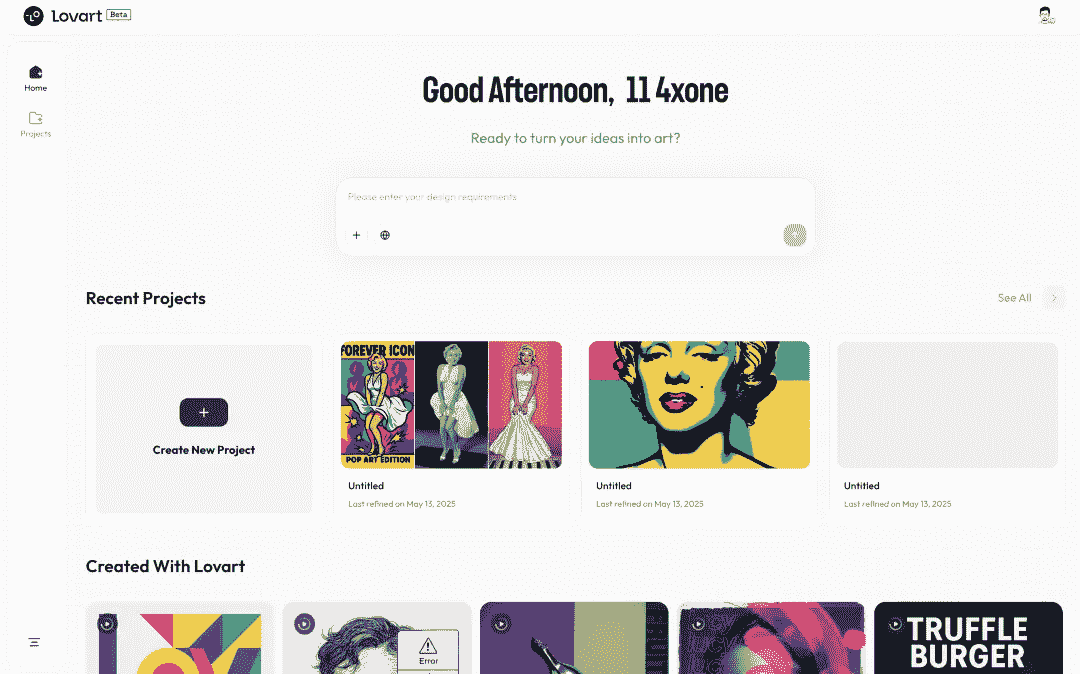 Lovart Beta
Home
Projects
Good Afternoon, 11 4xone
Ready to turn your ideas into art?
Please enter your design requirements
Recent Projects
See All
Create New Project
FOREVER ICON
POP ART EDITION
Untitled
Last refined on May 13, 2025
Untitled
Last refined on May 13, 2025
Untitled
Last refined on May 13, 2025
Created With Lovart
Error
TRUFFLE
BURGER